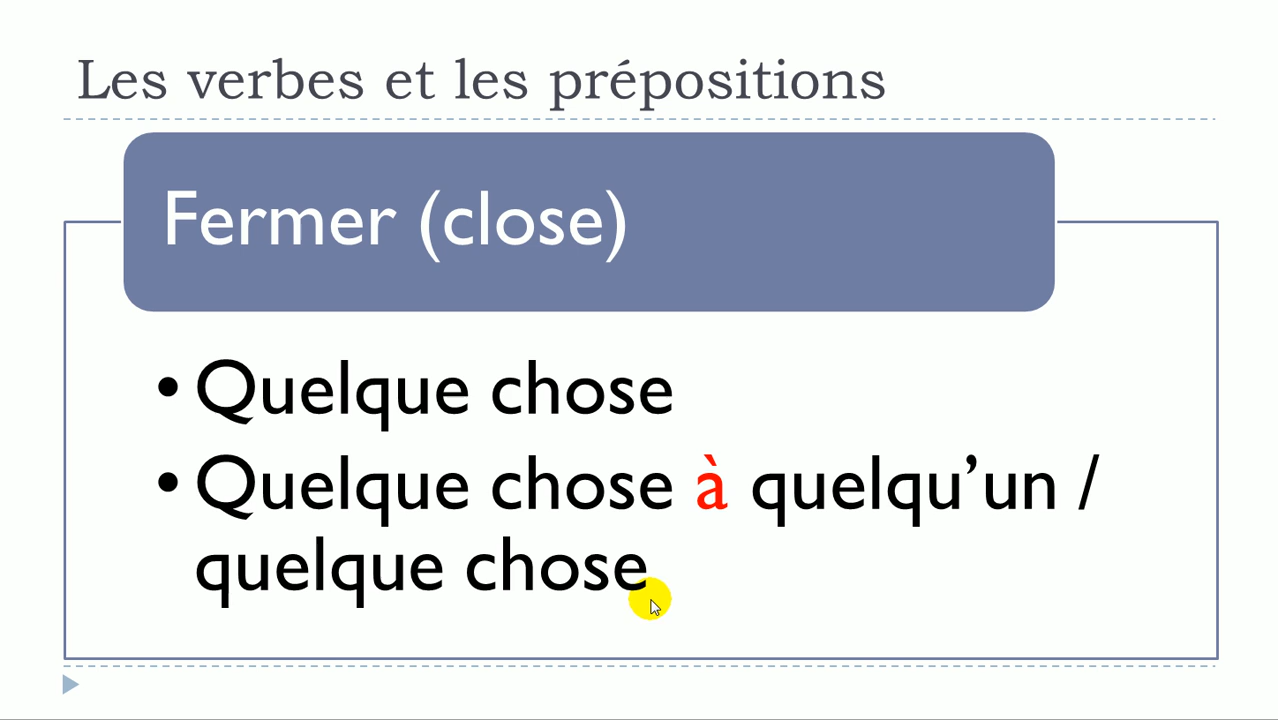 Les verbes et les prépositions
Fermer (close)
• Quelque chose
• Quelque chose à quelqu’un /
quelque chose